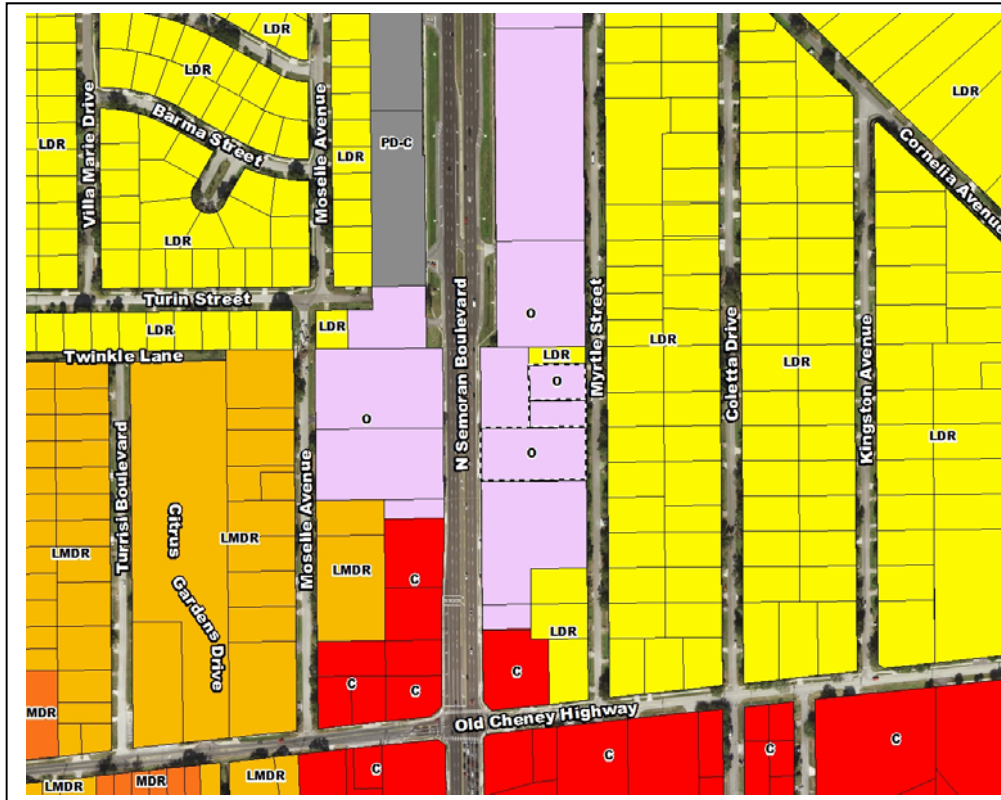 LDR
LDR
Barma Street
PD-C
LDR
LDR
LDR
Villa Marie Drive
Moselle Avenue
Cornelia Avenue
LDR
Turin Street
LDR
LDR
Twinkle Lane
N Semoran Boulevard
O
LDR
O
Myrtle Street
LDR
Coletta Drive
LDR
Kingston Avenue
O
LDR
O
Turrisi Boulevard
Moselle Avenue
Citrus Gardens Drive
LMDR
LMDR
LMDR
C
LDR
C
C
C
MDR
Old Cheney Highway
LMDR
MDR
LMDR
C
C
C
C